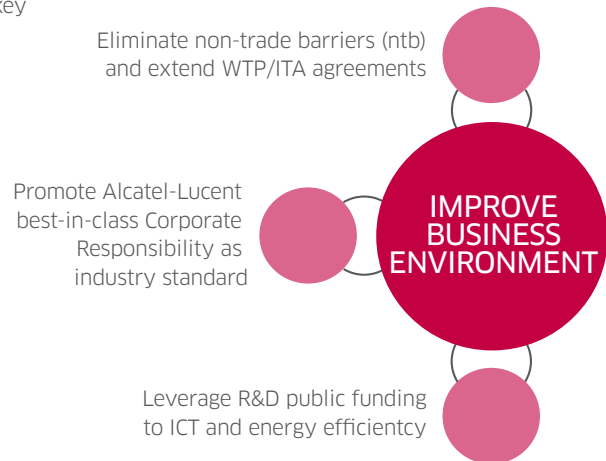 key
Eliminate non-trade barriers (ntb)
and extend WTP/ITA agreements
Promote Alcatel-Lucent
best-in-class Corporate
Responsibility as
industry standard
IMPROVE
BUSINESS
ENVIRONMENT
Leverage R&D public funding
to ICT and energy efficientcy